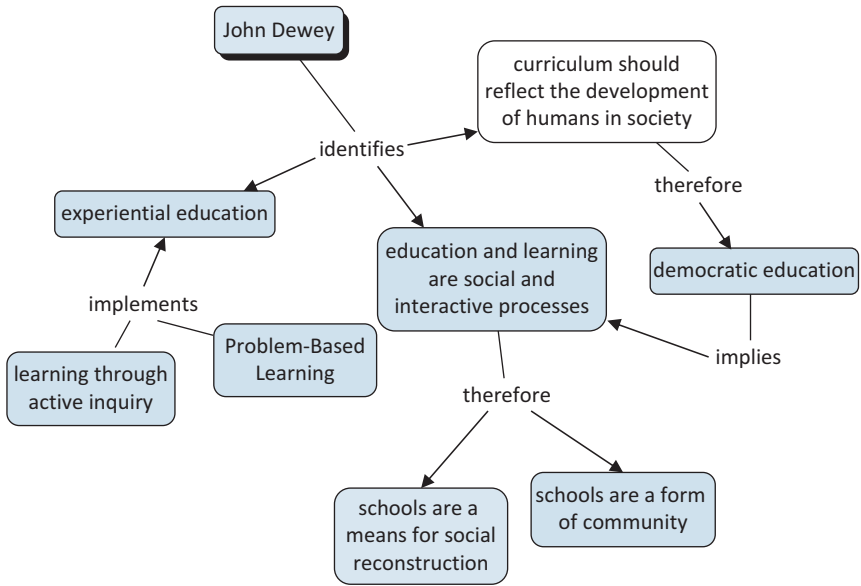 John Dewey
curriculum should
reflect the development
of humans in society
identifies
therefore
experiential education
education and learning
are social and
interactive processes
democratic education
implements
Problem-Based
Learning
learning through
active inquiry
implies
therefore
schools are a
means for social
reconstruction
schools are a form
of community